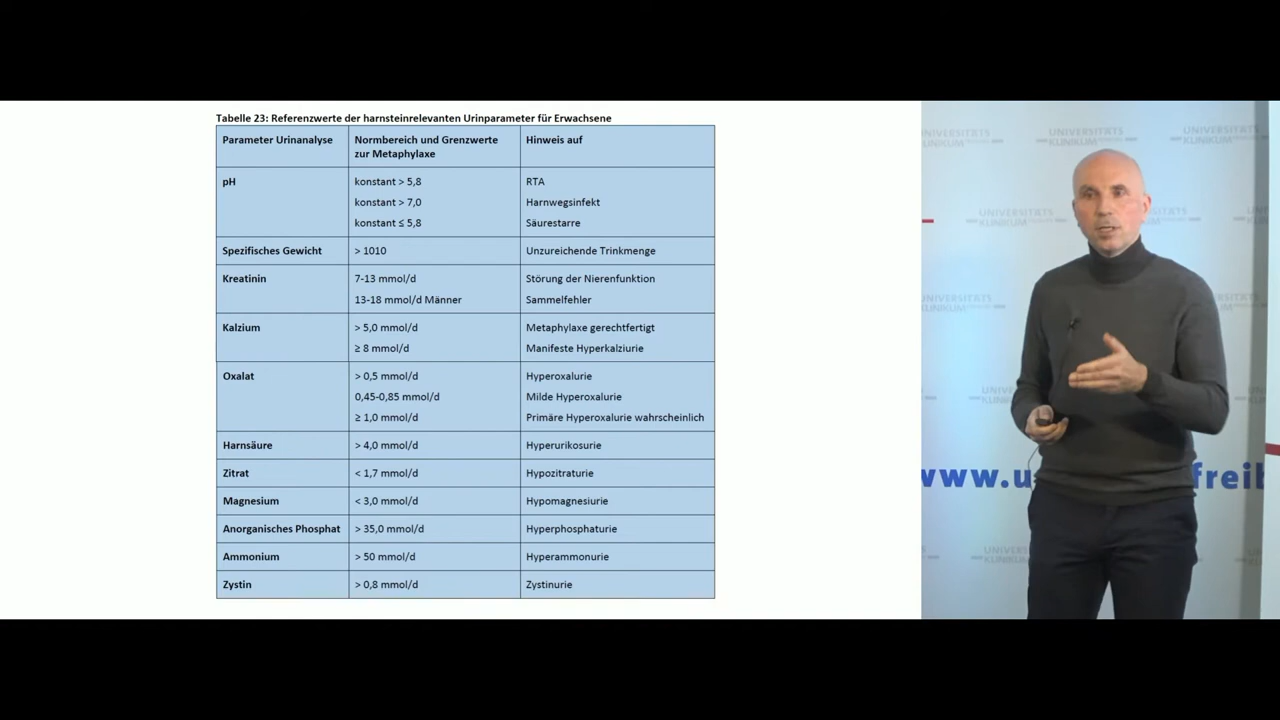 Tabelle 23: Referenzwerte der harnsteinrelevanten Urinparameter für Erwachsene
Parameter Urinanalyse
Normbereich und Grenzwerte
zur Metaphylaxe
Hinweis auf
pH
konstant > 5,8
RTA
konstant > 7,0
Harnwegsinfekt
konstant ≤ 5,8
Säurestarre
Spezifisches Gewicht
> 1010
Unzureichende Trinkmenge
Kreatinin
7-13 mmol/d
Störung der Nierenfunktion
13-18 mmol/d Männer
Sammelfehler
Kalzium
> 5,0 mmol/d
Metaphylaxe gerechtfertigt
≥ 8 mmol/d
Manifeste Hyperkalziurie
Oxalat
> 0,5 mmol/d
Hyperoxalurie
0,45-0,85 mmol/d
Milde Hyperoxalurie
≥ 1,0 mmol/d
Primäre Hyperoxalurie wahrscheinlich
Harnsäure
> 4,0 mmol/d
Hyperurikosurie
Zitrat
< 1,7 mmol/d
Hypozitraturie
Magnesium
< 3,0 mmol/d
Hypomagnesiurie
Anorganisches Phosphat
> 35,0 mmol/d
Hyperphosphaturie
Ammonium
> 50 mmol/d
Hyperammonurie
Zystin
> 0,8 mmol/d
Zystinurie
UNIVERSITÄTS
KLINIKUM
UNIVERSITÄTS
KLINIKUM
UNIVERSITÄTS
KLINIKUM
www.u
freib